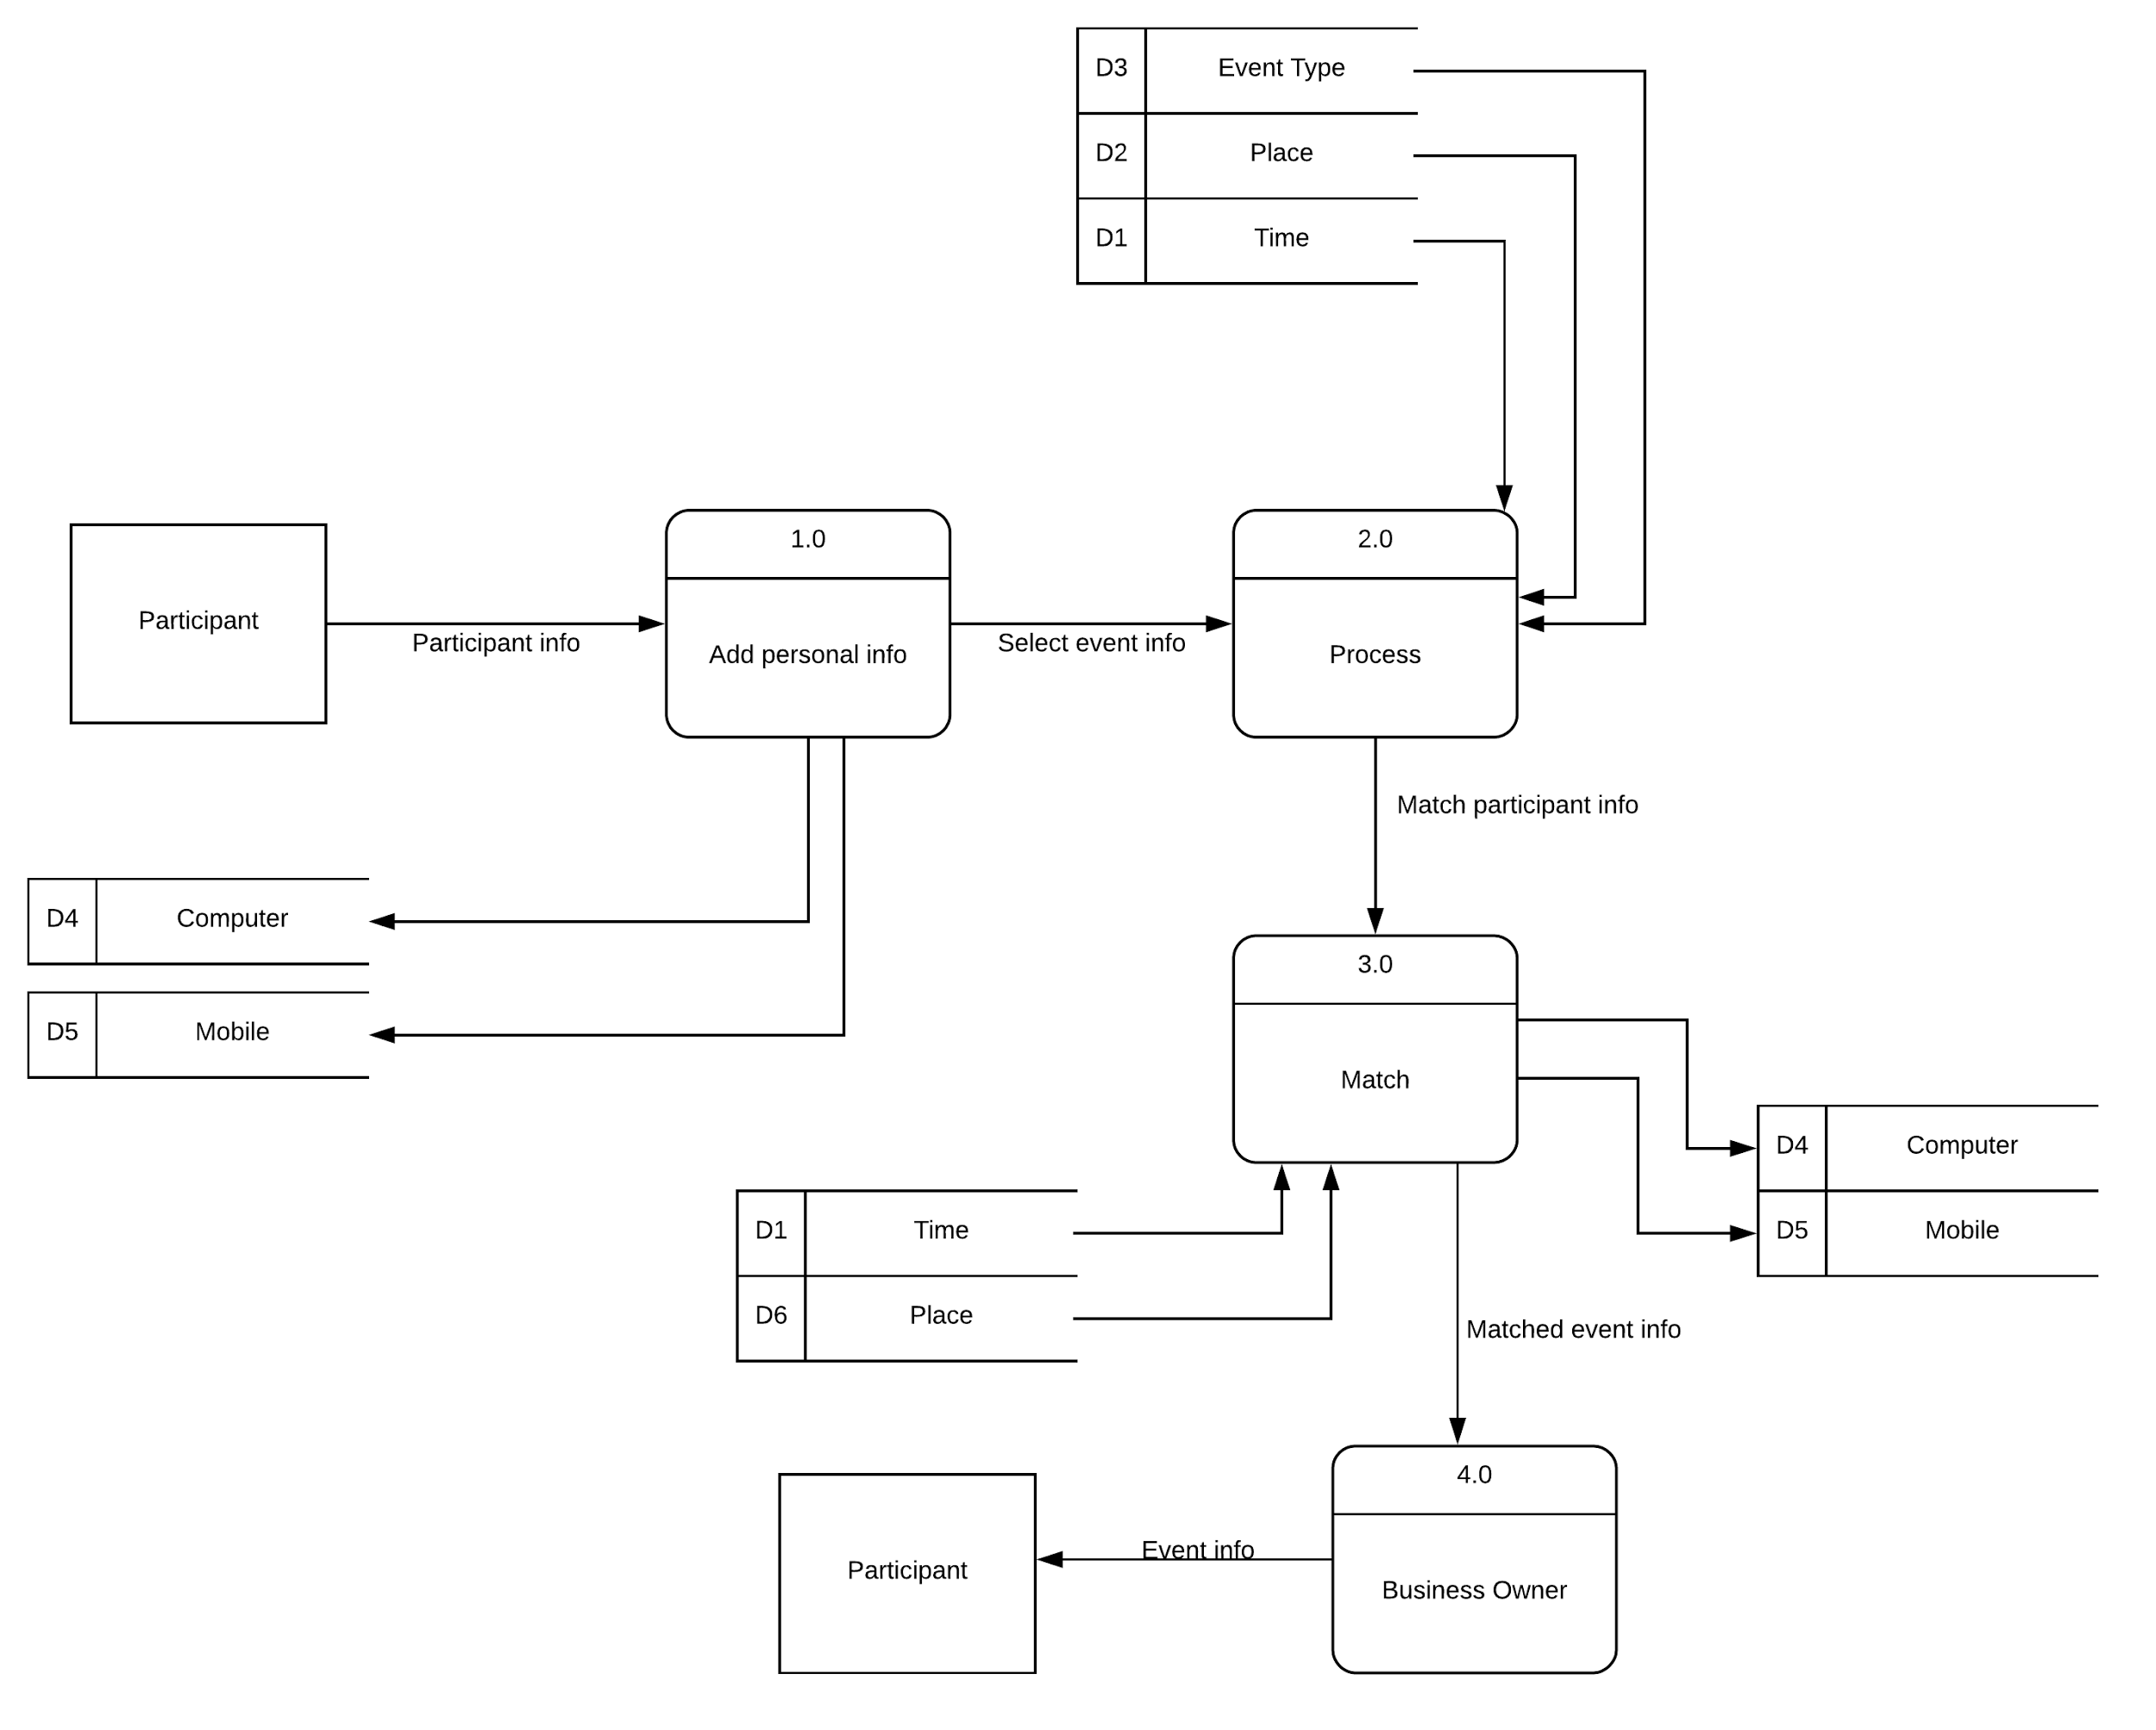 D3 Event Type
D2 Place
D1 Time
1.0
2.0
Participant
Participant info
Add personal info
Select event info
Process
Match participant info
D4 Computer
D5 Mobile
3.0
Match
D4 Computer
D5 Mobile
D1 Time
D6 Place
Matched event info
4.0
Participant
Event info
Business Owner